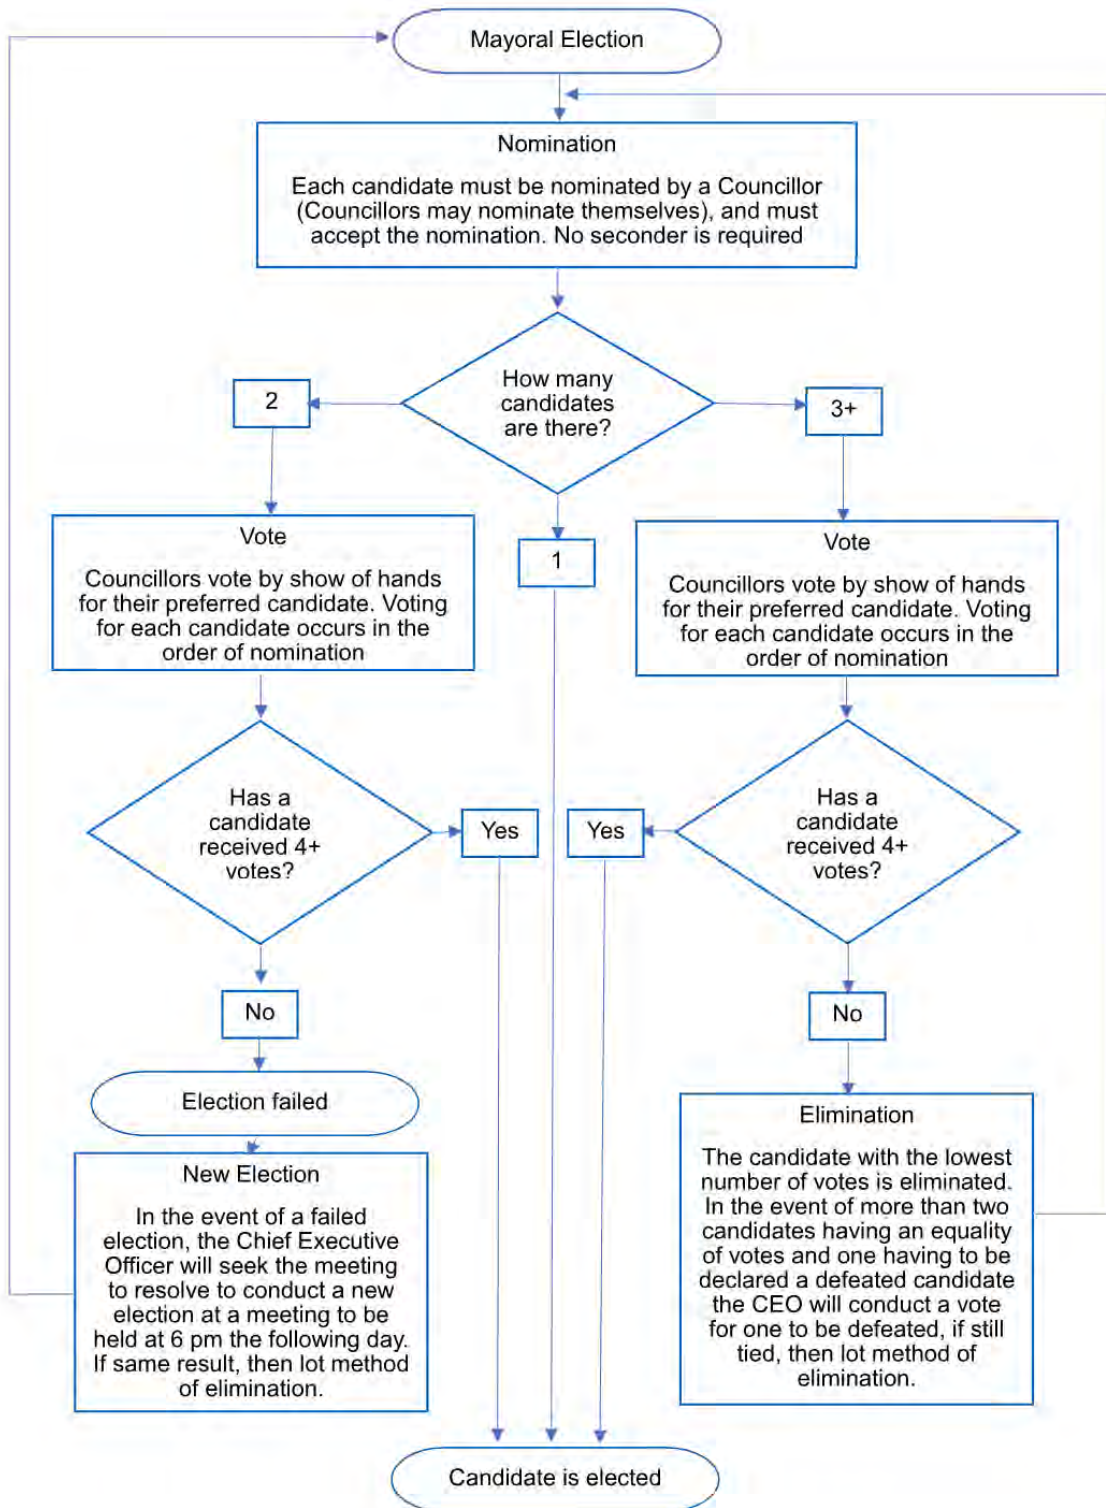 Mayoral Election
Nomination
Each candidate must be nominated by a Councillor
(Councillors may nominate themselves), and must
accept the nomination. No seconder is required
How many
candidates
are there?
2
3+
1
Vote
Councillors vote by show of hands
for their preferred candidate. Voting
for each candidate occurs in the
order of nomination
Vote
Councillors vote by show of hands
for their preferred candidate. Voting
for each candidate occurs in the
order of nomination
Has a
candidate
received 4+
votes?
Yes
Yes
Has a
candidate
received 4+
votes?
No
No
Election failed
New Election
In the event of a failed
election, the Chief Executive
Officer will seek the meeting
to resolve to conduct a new
election at a meeting to be
held at 6 pm the following day.
If same result, then lot method
of elimination.
Elimination
The candidate with the lowest
number of votes is eliminated.
In the event of more than two
candidates having an equality
of votes and one having to be
declared a defeated candidate
the CEO will conduct a vote
for one to be defeated, if still
tied, then lot method of
elimination.
Candidate is elected